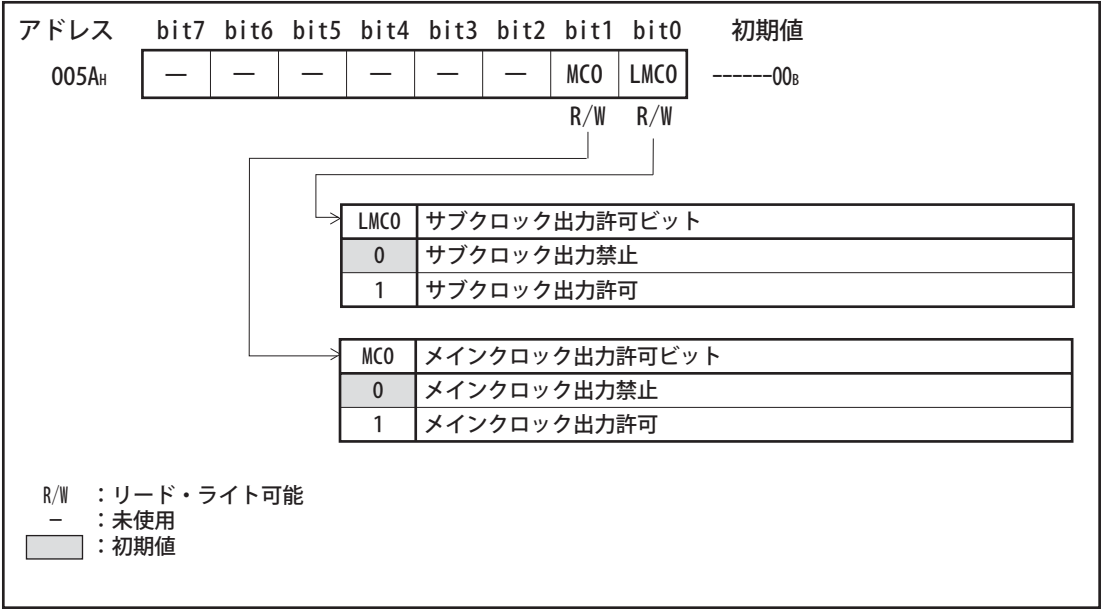 アドレス bit7 bit6 bit5 bit4 bit3 bit2 bit1 bit0 初期値
005AH － － － － － － MCO LMCO ------00B
R/W R/W
LMCO サブクロック出力許可ビット
0 サブクロック出力禁止
1 サブクロック出力許可
MCO メインクロック出力許可ビット
0 メインクロック出力禁止
1 メインクロック出力許可
R/W ：リード・ライト可能
－ ：未使用
：初期値